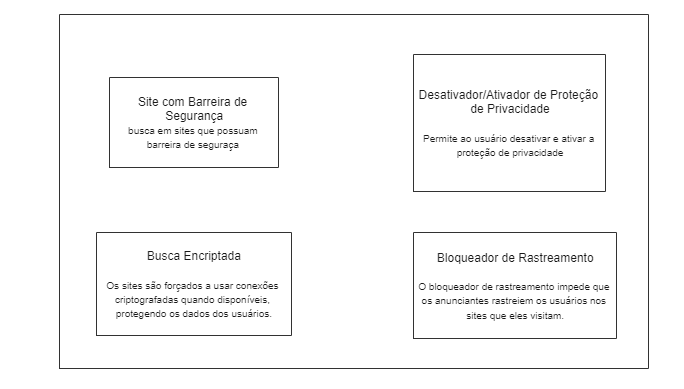 Site com Barreira de
Segurança
busca em sites que possuam
barreira de seguraça
Desativador/Ativador de Proteção
de Privacidade
Permite ao usuário desativar e ativar a
proteção de privacidade
Busca Encriptada
Os sites são forçados a usar conexões
criptografadas quando disponíveis,
protegendo os dados dos usuários.
Bloqueador de Rastreamento
O bloqueador de rastreamento impede que
os anunciantes rastreiem os usuários nos
sites que eles visitam.